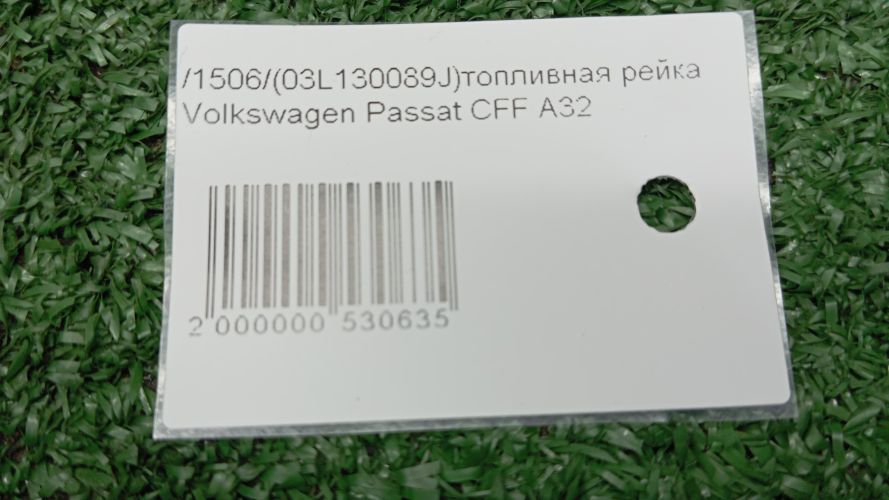 /1506/(03L130089J)топливная рейка
Volkswagen Passat CFF A32
2 000000 530635